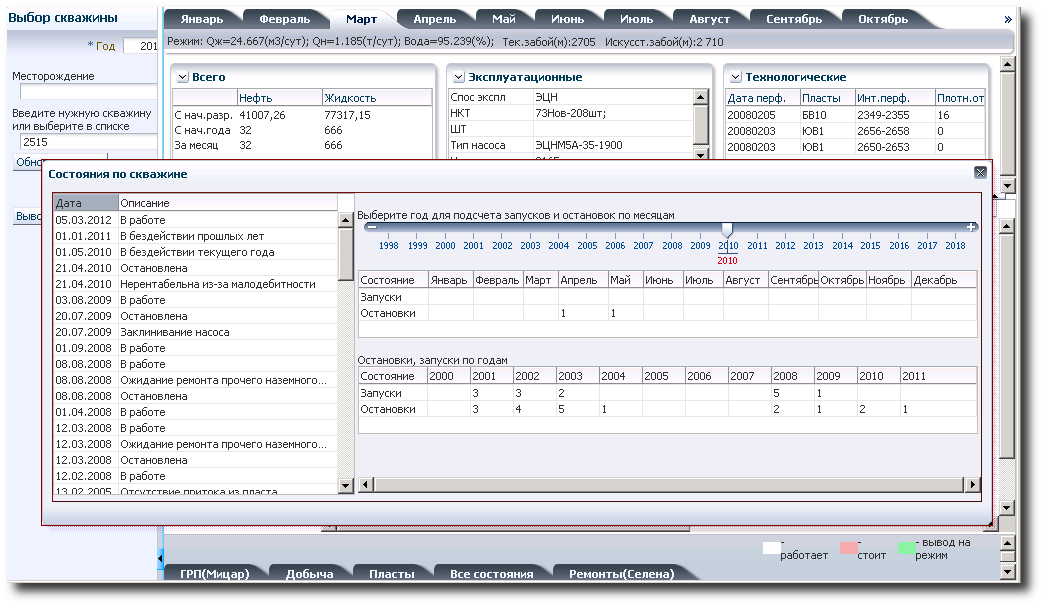 Выбор скважины
Январь Февраль Март Апрель Май Июнь Июль Август Сентябрь Октябрь »
* Год 201
Режим: Qж=24.667(м3/сут); Qн=1.185(т/сут); Вода=95.239(%); Тек.забой(м):2705 Искусст.забой(м):2 710
Месторождение
Введите нужную скважину
или выберите в списке
2515
Всего
Нефть Жидкость
С нач.разр. 41007,26 77317,15
С нач.года 32 666
За месяц 32 666
Эксплуатационные
Спос экспл ЭЦН
НКТ 73Нов-208шт;
ШТ
Тип насоса ЭЦНМ5А-35-1900
Технологические
Дата перф. Пласты Инт.перф. Плотн.от
20080205 БВ10 2349-2355 16
20080203 ЮВ1 2656-2658 0
20080203 ЮВ1 2650-2653 0
Состояния по скважине
Дата Описание
05.03.2012 В работе
01.01.2011 В бездействии прошлых лет
01.05.2010 В бездействии текущего года
21.04.2010 Остановлена
21.04.2010 Нерентабельна из-за малодебитности
03.08.2009 В работе
20.07.2009 Остановлена
20.07.2009 Заклинивание насоса
01.09.2008 В работе
08.08.2008 В работе
08.08.2008 Ожидание ремонта прочего наземного...
08.08.2008 Остановлена
01.04.2008 В работе
12.03.2008 В работе
12.03.2008 Ожидание ремонта прочего наземного...
12.03.2008 Остановлена
12.02.2008 В работе
13.02.2005 Отсутствие притока из пласта
Выберите год для подсчета запусков и остановок по месяцам
1998 1999 2000 2001 2002 2003 2004 2005 2006 2007 2008 2009 2010 2011 2012 2013 2014 2015 2016 2017 2018
2010
Состояние Январь Февраль Март Апрель Май Июнь Июль Август Сентябрь Октябрь Ноябрь Декабрь
Запуски
Остановки 1 1
Остановки, запуски по годам
Состояние 2000 2001 2002 2003 2004 2005 2006 2007 2008 2009 2010 2011
Запуски 3 3 2 5 1
Остановки 3 4 5 1 2 1 2 1
- работает
- стоит
- вывод на
режим
ГРП(Мицар) Добыча Пласты Все состояния Ремонты(Селена)